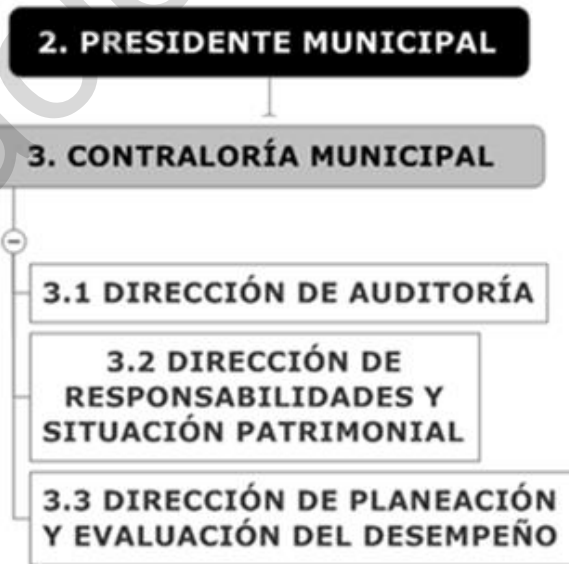 2. PRESIDENTE MUNICIPAL
3. CONTRALORÍA MUNICIPAL
3.1 DIRECCIÓN DE AUDITORÍA
3.2 DIRECCIÓN DE
RESPONSABILIDADES Y
SITUACIÓN PATRIMONIAL
3.3 DIRECCIÓN DE PLANEACIÓN
Y EVALUACIÓN DEL DESEMPEÑO